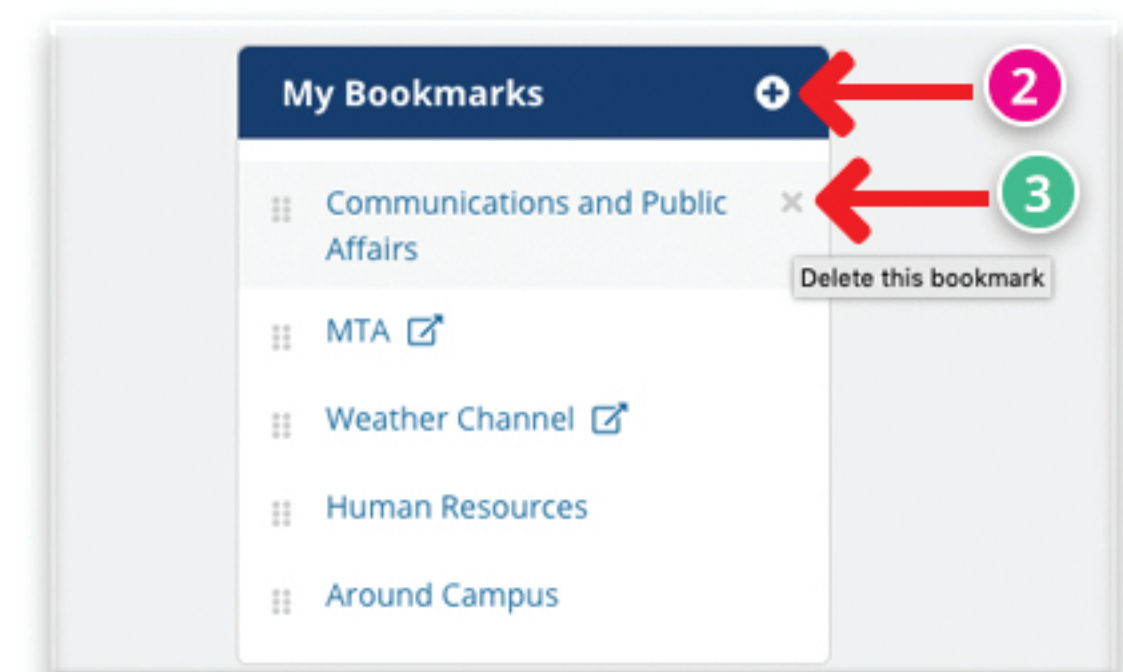 My Bookmarks
2
Communications and Public
Affairs
3
Delete this bookmark
MTA
Weather Channel
Human Resources
Around Campus